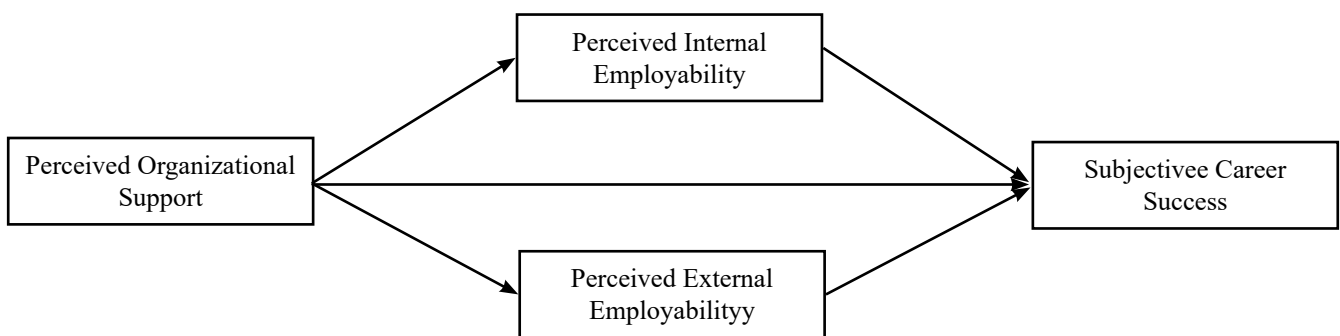 Perceived Internal
Employability
Perceived Organizational
Support
Subjectivee Career
Success
Perceived External
Employabilityy